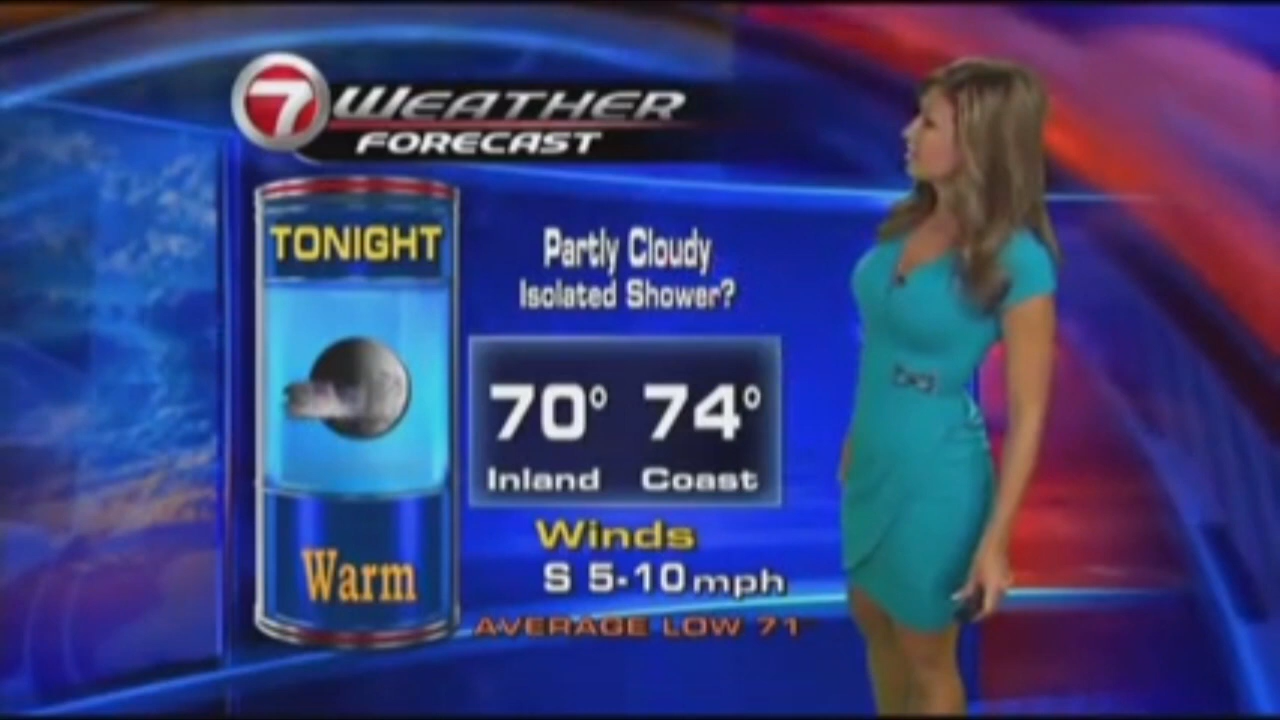 7 WEATHER
FORECAST
TONIGHT
Partly Cloudy
Isolated Shower?
70° 74°
Inland Coast
Winds
S 5-10 mph
Warm
AVERAGE LOW 71